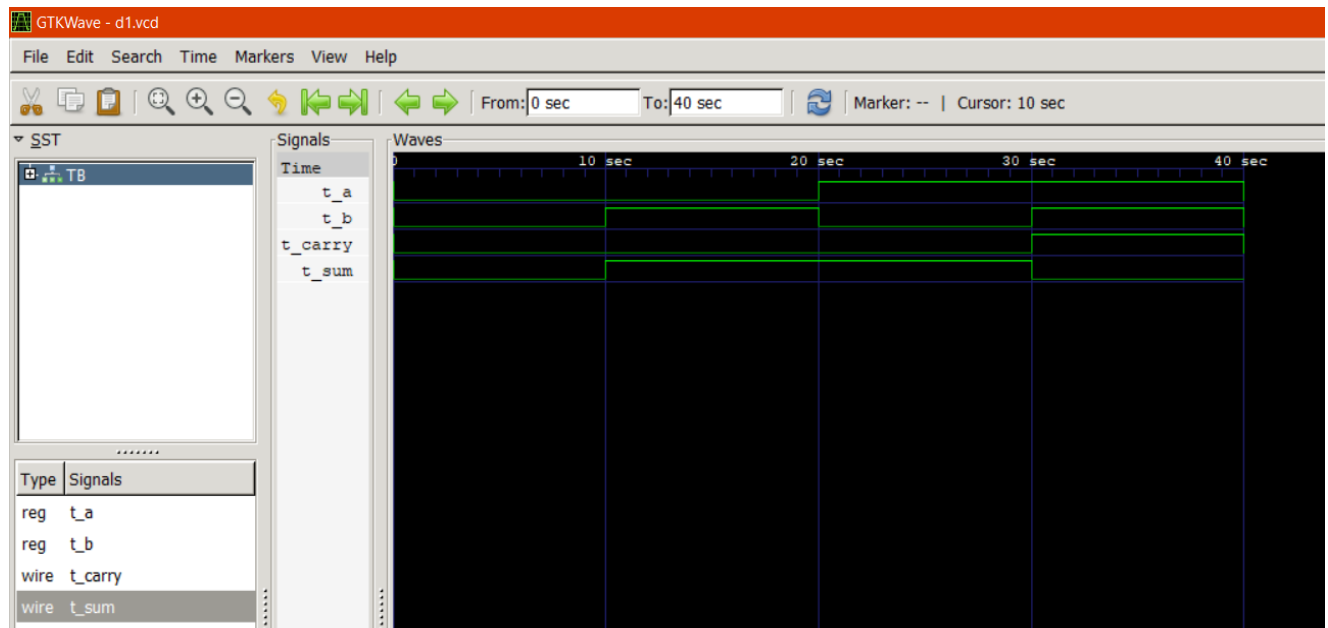 GTKWave - d1.vcd
File Edit Search Time Markers View Help
From: 0 sec To: 40 sec Marker: -- | Cursor: 10 sec
SST
TB
Signals
Time
t_a
t_b
t_carry
t_sum
Waves
0 10 sec 20 sec 30 sec 40 sec
Type Signals
reg t_a
reg t_b
wire t_carry
wire t_sum